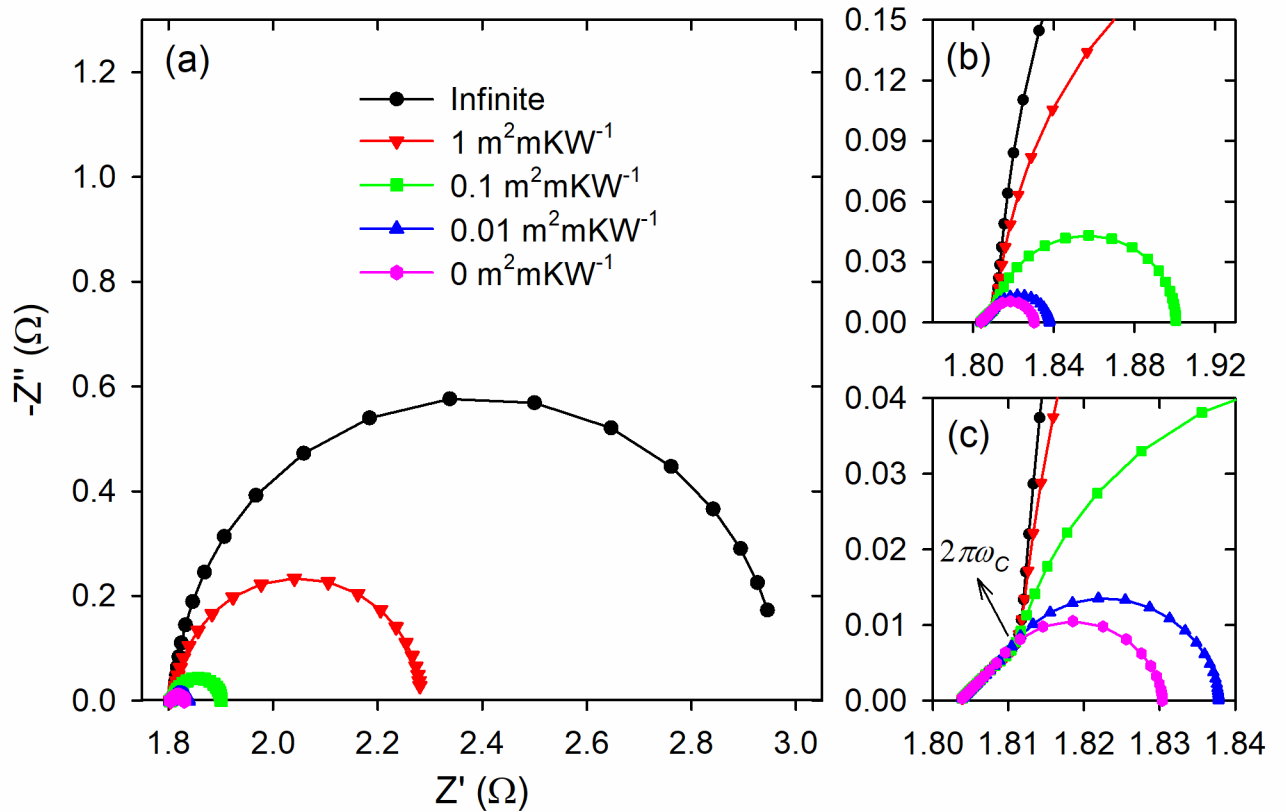 (a)
Infinite
1 m²mKW⁻¹
0.1 m²mKW⁻¹
0.01 m²mKW⁻¹
0 m²mKW⁻¹
-Z'' (Ω)
1.2
1.0
0.8
0.6
0.4
0.2
0.0
1.8 2.0 2.2 2.4 2.6 2.8 3.0
Z' (Ω)
(b)
0.15
0.12
0.09
0.06
0.03
0.00
1.80 1.84 1.88 1.92
(c)
0.04
0.03
0.02
0.01
0.00
2πω_C
1.80 1.81 1.82 1.83 1.84